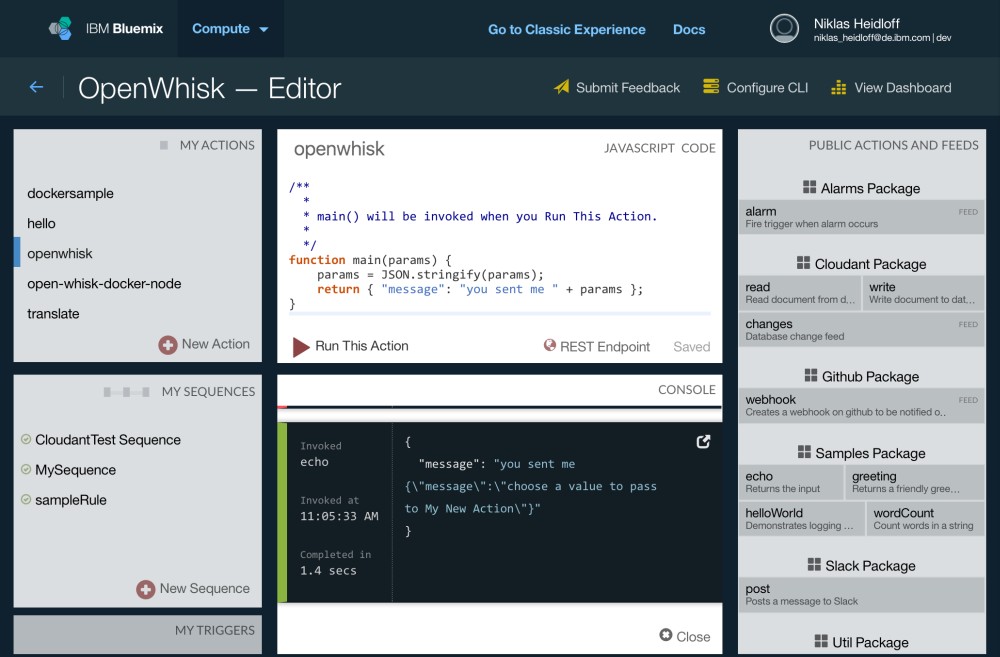 IBM Bluemix
Compute
Go to Classic Experience
Docs
Niklas Heidloff
niklas_heidloff@de.ibm.com | dev
OpenWhisk — Editor
Submit Feedback
Configure CLI
View Dashboard
MY ACTIONS
dockersample
hello
openwhisk
open-whisk-docker-node
translate
New Action
MY SEQUENCES
CloudantTest Sequence
MySequence
sampleRule
New Sequence
MY TRIGGERS
openwhisk
JAVASCRIPT CODE
/**
*
* main() will be invoked when you Run This Action.
*
*/
function main(params) {
params = JSON.stringify(params);
return { "message": "you sent me " + params };
}
Run This Action
REST Endpoint
Saved
CONSOLE
Invoked
echo
Invoked at
11:05:33 AM
Completed in
1.4 secs
{
"message": "you sent me
{\"message\":\"choose a value to pass
to My New Action\"}"
}
Close
PUBLIC ACTIONS AND FEEDS
Alarms Package
alarm FEED
Fire trigger when alarm occurs
Cloudant Package
read
Read document from d...
write
Write document to dat...
changes FEED
Database change feed
Github Package
webhook FEED
Creates a webhook on github to be notified o..
Samples Package
echo
Returns the input
greeting
Returns a friendly gree...
helloWorld
Demonstrates logging ...
wordCount
Count words in a string
Slack Package
post
Posts a message to Slack
Util Package